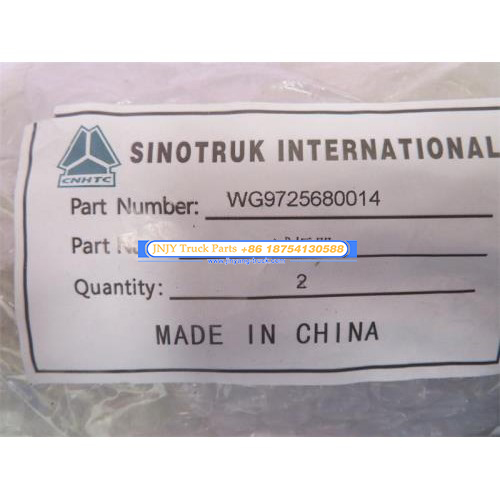 SINOTRUK INTERNATIONAL
CNHTC
Part Number: WG9725680014
Part
JNJY Truck Parts +86 18754130588
Quantity: 2
MADE IN CHINA